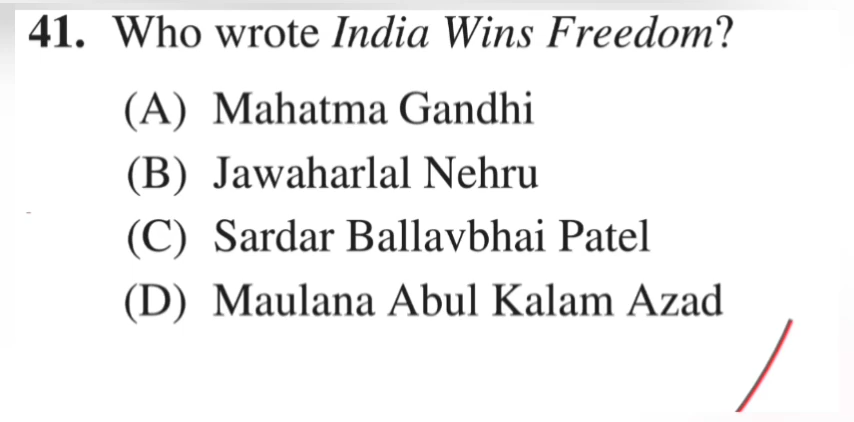 41. Who wrote India Wins Freedom?
(A) Mahatma Gandhi
(B) Jawaharlal Nehru
(C) Sardar Ballavbhai Patel
(D) Maulana Abul Kalam Azad